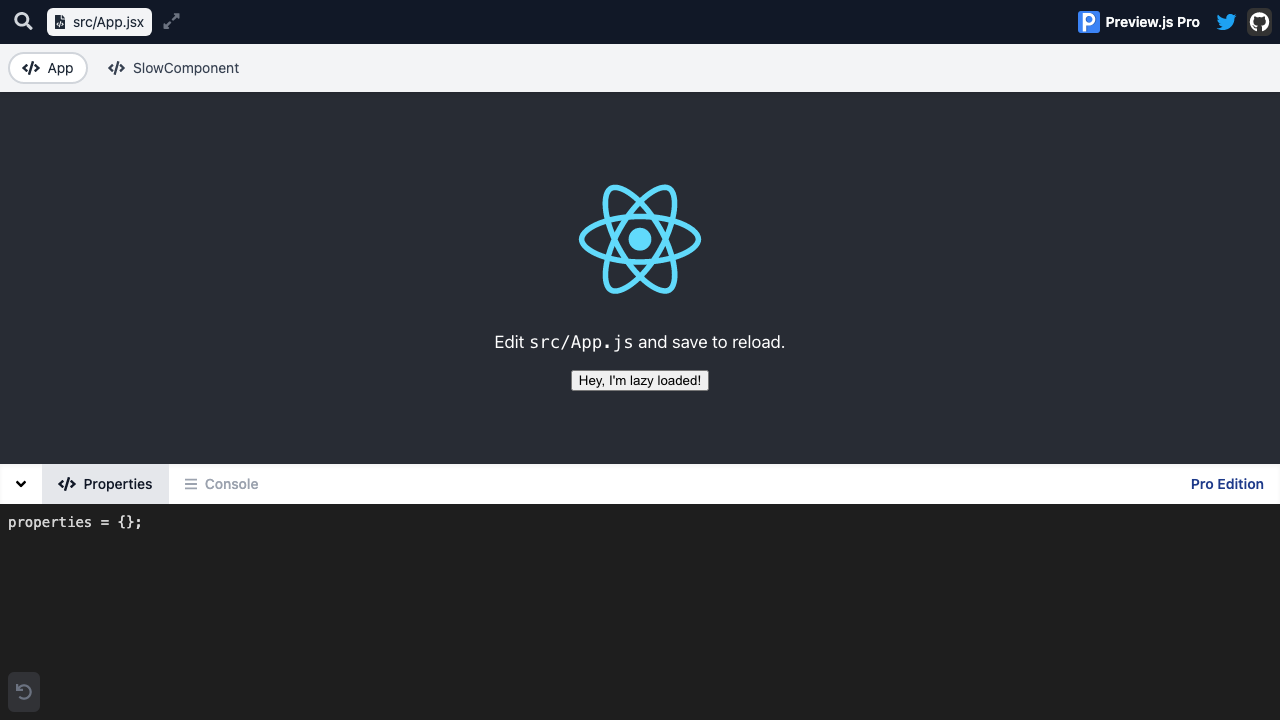 src/App.jsx
Preview.js Pro
App
SlowComponent
Edit src/App.js and save to reload.
Hey, I'm lazy loaded!
Properties
Console
Pro Edition
properties = {};